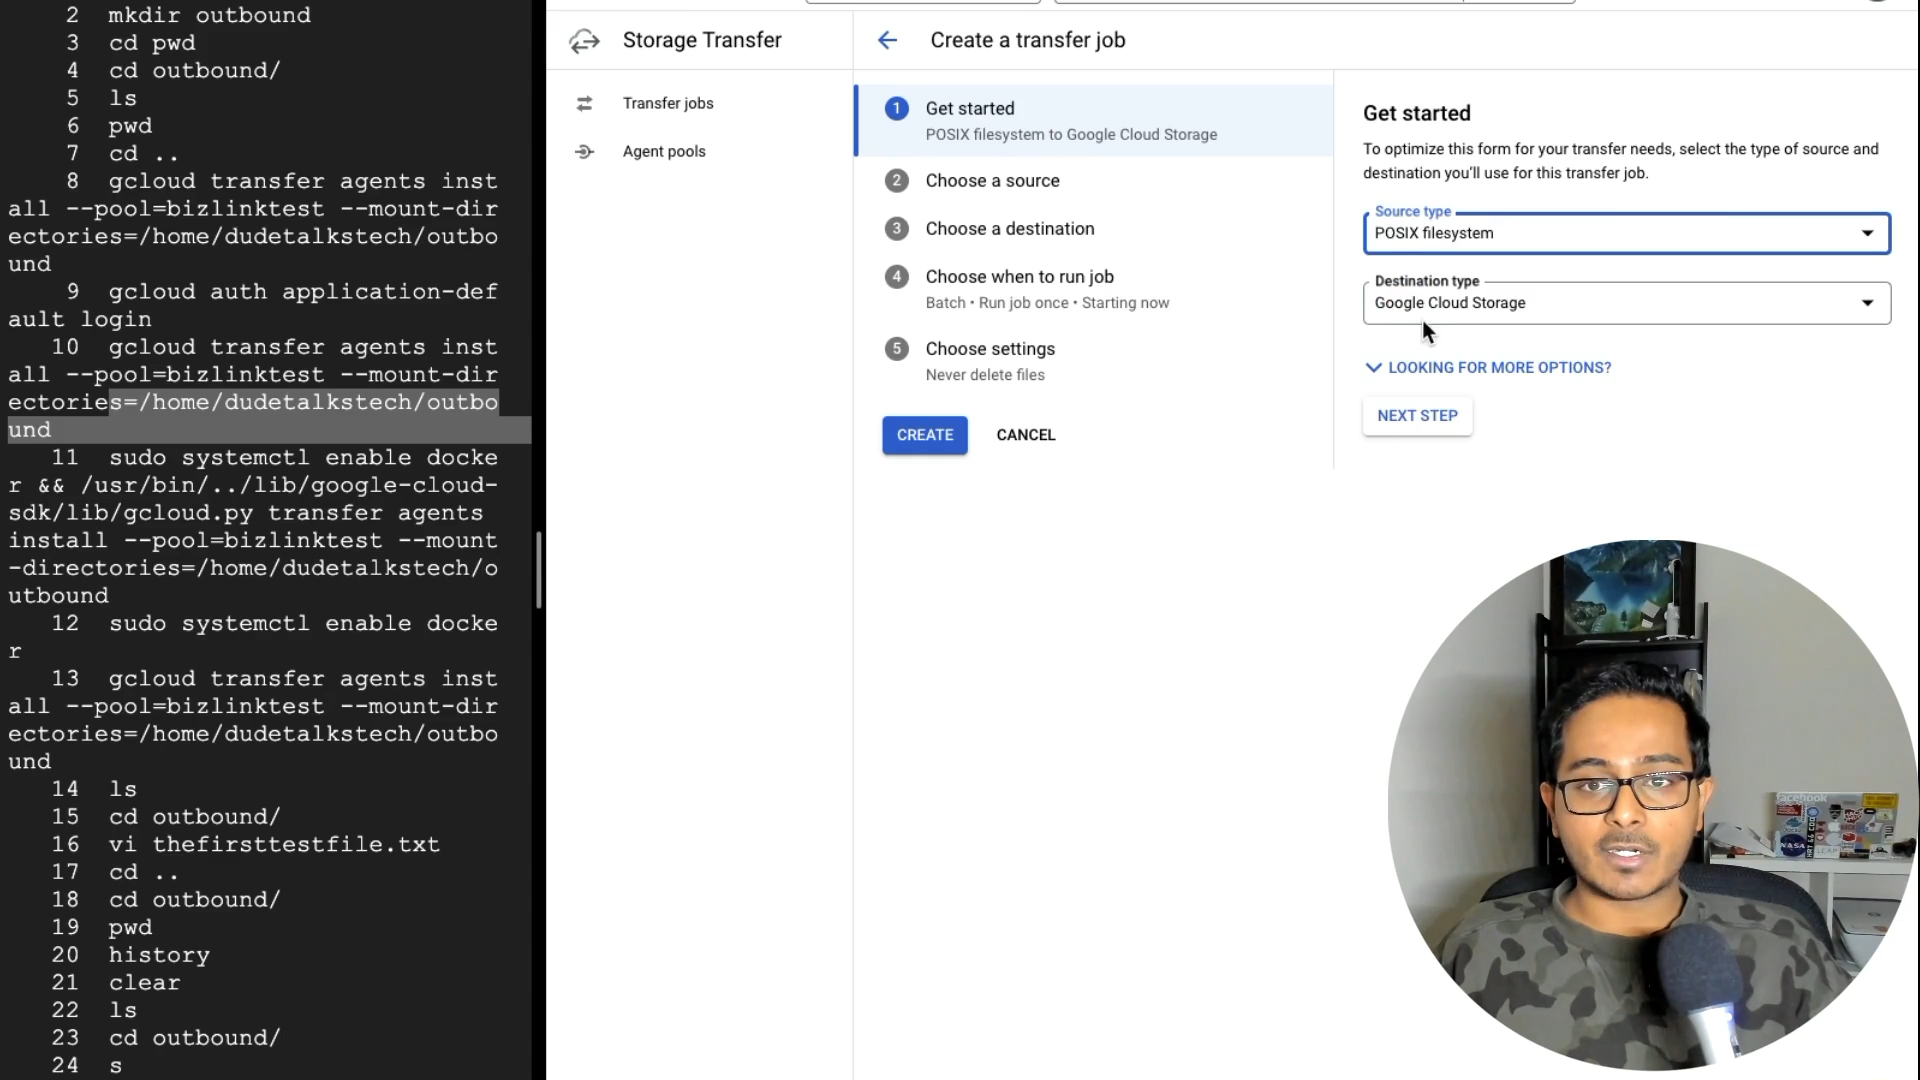 2 mkdir outbound
3 cd pwd
4 cd outbound/
5 ls
6 pwd
7 cd ..
8 gcloud transfer agents inst
all --pool=bizlinktest --mount-dir
ectories=/home/dudetalkstech/outbo
und
9 gcloud auth application-def
ault login
10 gcloud transfer agents inst
all --pool=bizlinktest --mount-dir
ectories=/home/dudetalkstech/outbo
und
11 sudo systemctl enable docke
r && /usr/bin/../lib/google-cloud-
sdk/lib/gcloud.py transfer agents
install --pool=bizlinktest --mount
-directories=/home/dudetalkstech/o
utbound
12 sudo systemctl enable docke
r
13 gcloud transfer agents inst
all --pool=bizlinktest --mount-dir
ectories=/home/dudetalkstech/outbo
und
14 ls
15 cd outbound/
16 vi thefirsttestfile.txt
17 cd ..
18 cd outbound/
19 pwd
20 history
21 clear
22 ls
23 cd outbound/
24 s
Storage Transfer
Transfer jobs
Agent pools
Create a transfer job
1 Get started
POSIX filesystem to Google Cloud Storage
2 Choose a source
3 Choose a destination
4 Choose when to run job
Batch • Run job once • Starting now
5 Choose settings
Never delete files
CREATE CANCEL
Get started
To optimize this form for your transfer needs, select the type of source and
destination you'll use for this transfer job.
Source type
POSIX filesystem
Destination type
Google Cloud Storage
LOOKING FOR MORE OPTIONS?
NEXT STEP
facebook
NASA